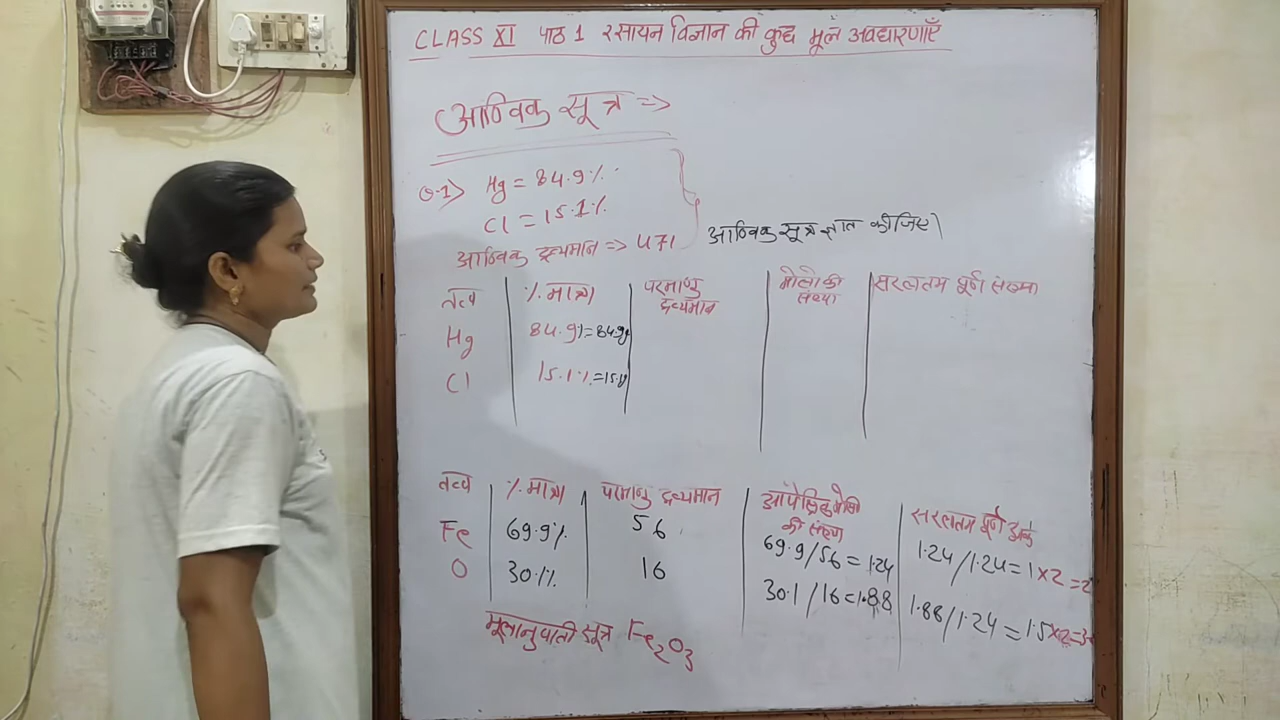 CLASS XI पाठ 1 रसायन विज्ञान की कुछ मूल अवधारणाएँ
आण्विक सूत्र =>
Q.1> Hg = 84.9%
Cl = 15.1%
आण्विक द्रव्यमान => 471
आण्विक सूत्र ज्ञात कीजिए।
तत्व % मात्रा परमाणु द्रव्यमान मोलो की संख्या सरलतम पूर्ण संख्या
Hg 84.9% = 84.9g
Cl 15.1% = 15.1g
तत्व % मात्रा परमाणु द्रव्यमान की संख्या सरलतम पूर्ण
Fe 69.9% 56 69.9/56 = 1.24 1.24/1.24 = 1×2 = 2
O 30.1% 16 30.1/16 = 1.88 1.88/1.24 = 1.5×2 = 3
मूलानुपाती सूत्र Fe2O3